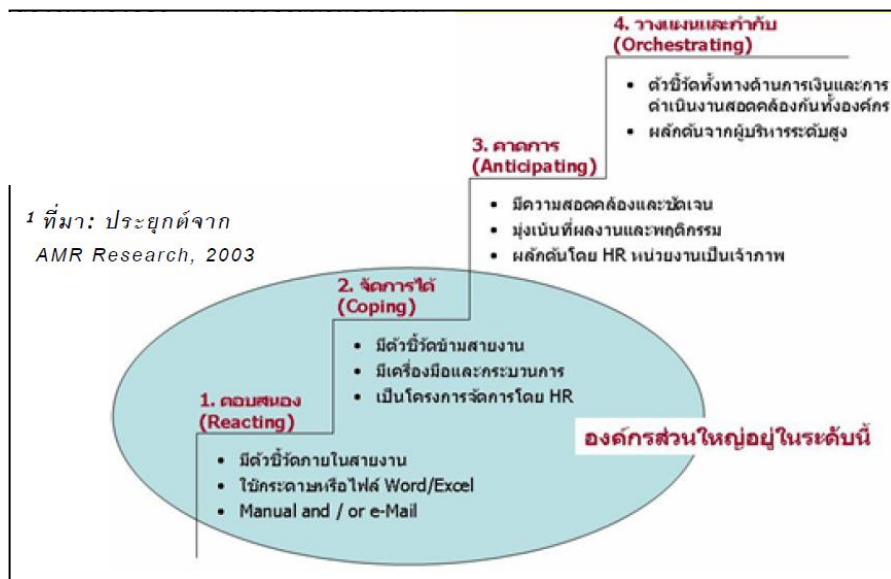 4. วางแผนและกำกับ
(Orchestrating)
• ตัวชี้วัดทั้งทางด้านการเงินและการ
ดำเนินงานสอดคล้องกันทั้งองค์กร
• ผลักดันจากผู้บริหารระดับสูง
3. คาดการ
(Anticipating)
• มีความสอดคล้องและชัดเจน
• มุ่งเน้นที่ผลงานและพฤติกรรม
• ผลักดันโดย HR หน่วยงานเป็นเจ้าภาพ
¹ ที่มา: ประยุกต์จาก
AMR Research, 2003
2. จัดการได้
(Coping)
• มีตัวชี้วัดข้ามสายงาน
• มีเครื่องมือและกระบวนการ
• เป็นโครงการจัดการโดย HR
1. ตอบสนอง
(Reacting)
• มีตัวชี้วัดภายในสายงาน
• ใช้กระดาษหรือไฟล์ Word/Excel
• Manual and / or e-Mail
องค์กรส่วนใหญ่อยู่ในระดับนี้